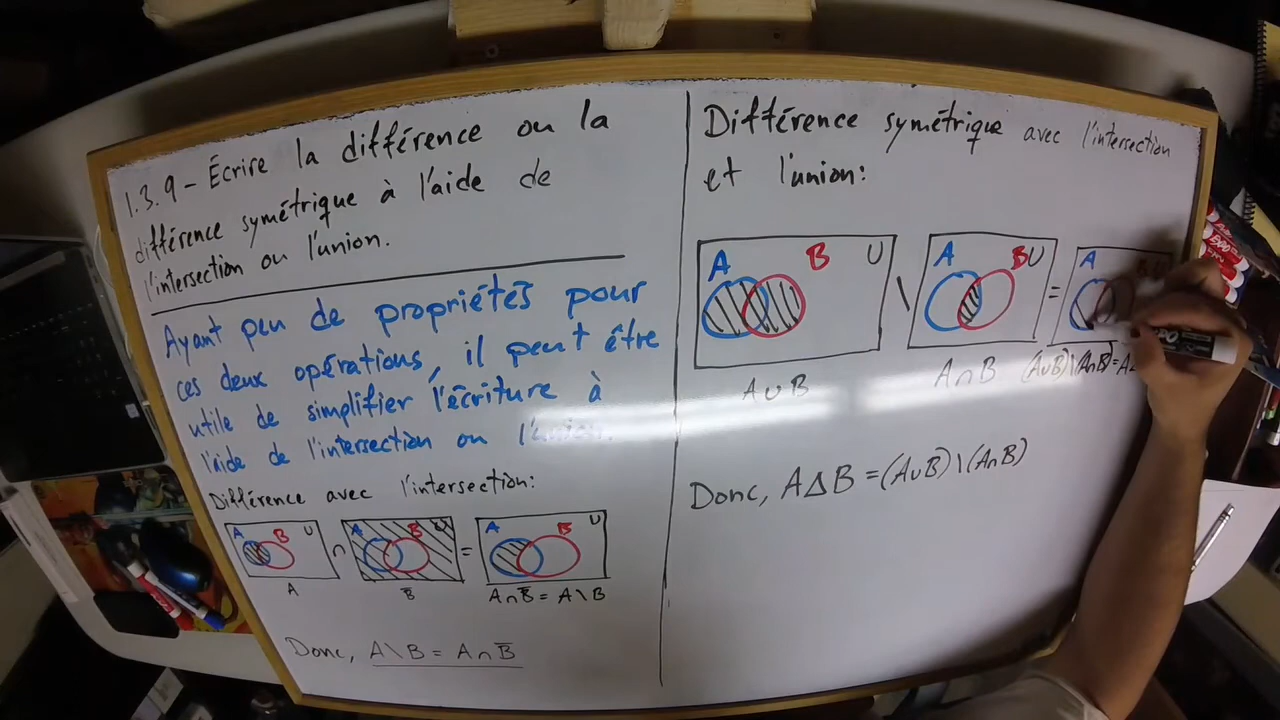 1.3.9 - Écrire la différence ou la
différence symétrique à l'aide de
l'intersection ou l'union.
Ayant peu de propriétés pour
ces deux opérations, il peut être
utile de simplifier l'écriture à
l'aide de l'intersection ou l'union.
Différence avec l'intersection:
A B U ∩ A B U = A B U
A B̅ A∩B̅ = A\B
Donc, A\B = A∩B̅
Différence symétrique avec l'intersection
et l'union:
A B U \ A B U = A
A∪B A∩B (A∪B)\(A∩B) =
Donc, A∆B = (A∪B)\(A∩B)
EXPO